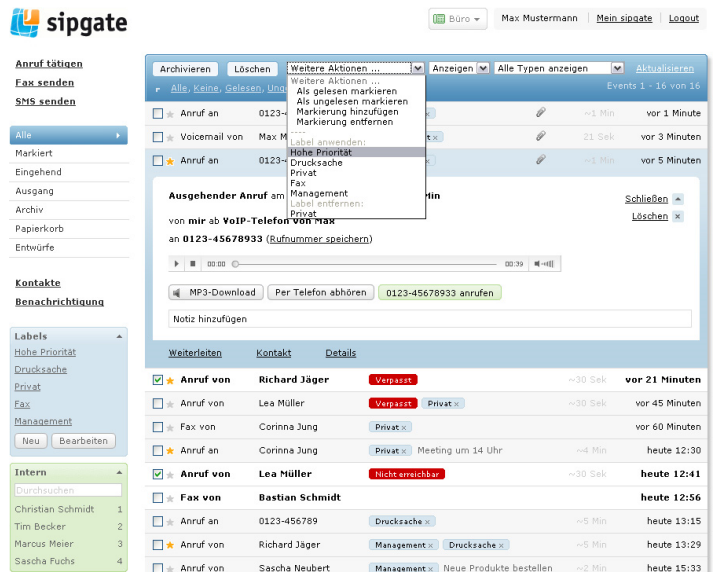 sipgate
Büro
Max Mustermann
Mein sipgate
Logout
Anruf tätigen
Fax senden
SMS senden
Alle
Markiert
Eingehend
Ausgang
Archiv
Papierkorb
Entwürfe
Kontakte
Benachrichtigung
Labels
Hohe Priorität
Drucksache
Privat
Fax
Management
Neu Bearbeiten
Intern
Durchsuchen
Christian Schmidt 1
Tim Becker 2
Marcus Meier 3
Sascha Fuchs 4
Archivieren Löschen Weitere Aktionen ... Anzeigen Alle Typen anzeigen Aktualisieren
Alle, Keine, Gelesen, Events 1 - 16 von 16
Weitere Aktionen ...
Als gelesen markieren
Als ungelesen markieren
Markierung hinzufügen
Markierung entfernen
----
Label anwenden:
Hohe Priorität
Drucksache
Privat
Fax
Management
Label entfernen:
Privat
Anruf an 0123- x ~1 Min vor 1 Minute
Voicemail von Max x 21 Sek vor 3 Minuten
Anruf an 0123- x ~1 Min vor 5 Minuten
Ausgehender Anruf am Min
Schließen
von mir ab VoIP-Telefon von Max
Löschen x
an 0123-45678933 (Rufnummer speichern)
00:00 00:39
MP3-Download Per Telefon abhören 0123-45678933 anrufen
Notiz hinzufügen
Weiterleiten Kontakt Details
Anruf von Richard Jäger Verpasst ~30 Sek vor 21 Minuten
Anruf von Lea Müller Verpasst Privat x ~30 Sek vor 45 Minuten
Fax von Corinna Jung Privat x vor 60 Minuten
Anruf an Corinna Jung Privat x Meeting um 14 Uhr ~4 Min heute 12:30
Anruf von Lea Müller Nicht erreichbar ~30 Sek heute 12:41
Fax von Bastian Schmidt heute 12:56
Anruf an 0123-456789 Drucksache x ~5 Min heute 13:15
Anruf an Richard Jäger Management x Drucksache x ~5 Min heute 13:29
Anruf von Sascha Neubert Management x Neue Produkte bestellen ~2 Min heute 15:33